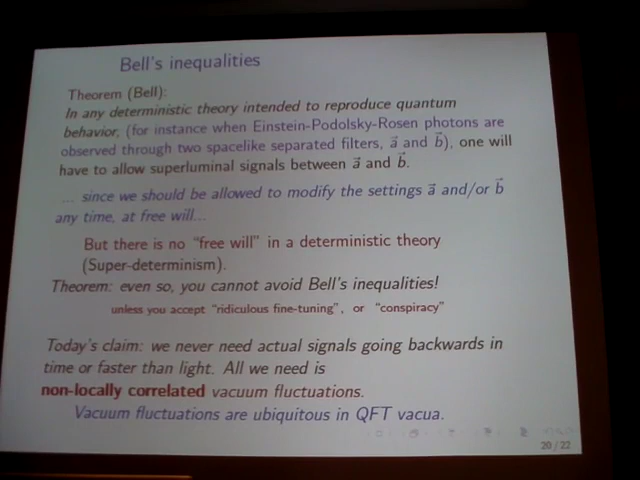 Bell's inequalities
Theorem (Bell):
In any deterministic theory intended to reproduce quantum
behavior, (for instance when Einstein-Podolsky-Rosen photons are
observed through two spacelike separated filters, a⃗ and b⃗), one will
have to allow superluminal signals between a⃗ and b⃗.
... since we should be allowed to modify the settings a⃗ and/or b⃗
any time, at free will...
But there is no "free will" in a deterministic theory
(Super-determinism).
Theorem: even so, you cannot avoid Bell's inequalities!
unless you accept "ridiculous fine-tuning", or "conspiracy"
Today's claim: we never need actual signals going backwards in
time or faster than light. All we need is
non-locally correlated vacuum fluctuations.
Vacuum fluctuations are ubiquitous in QFT vacua.
20 / 22